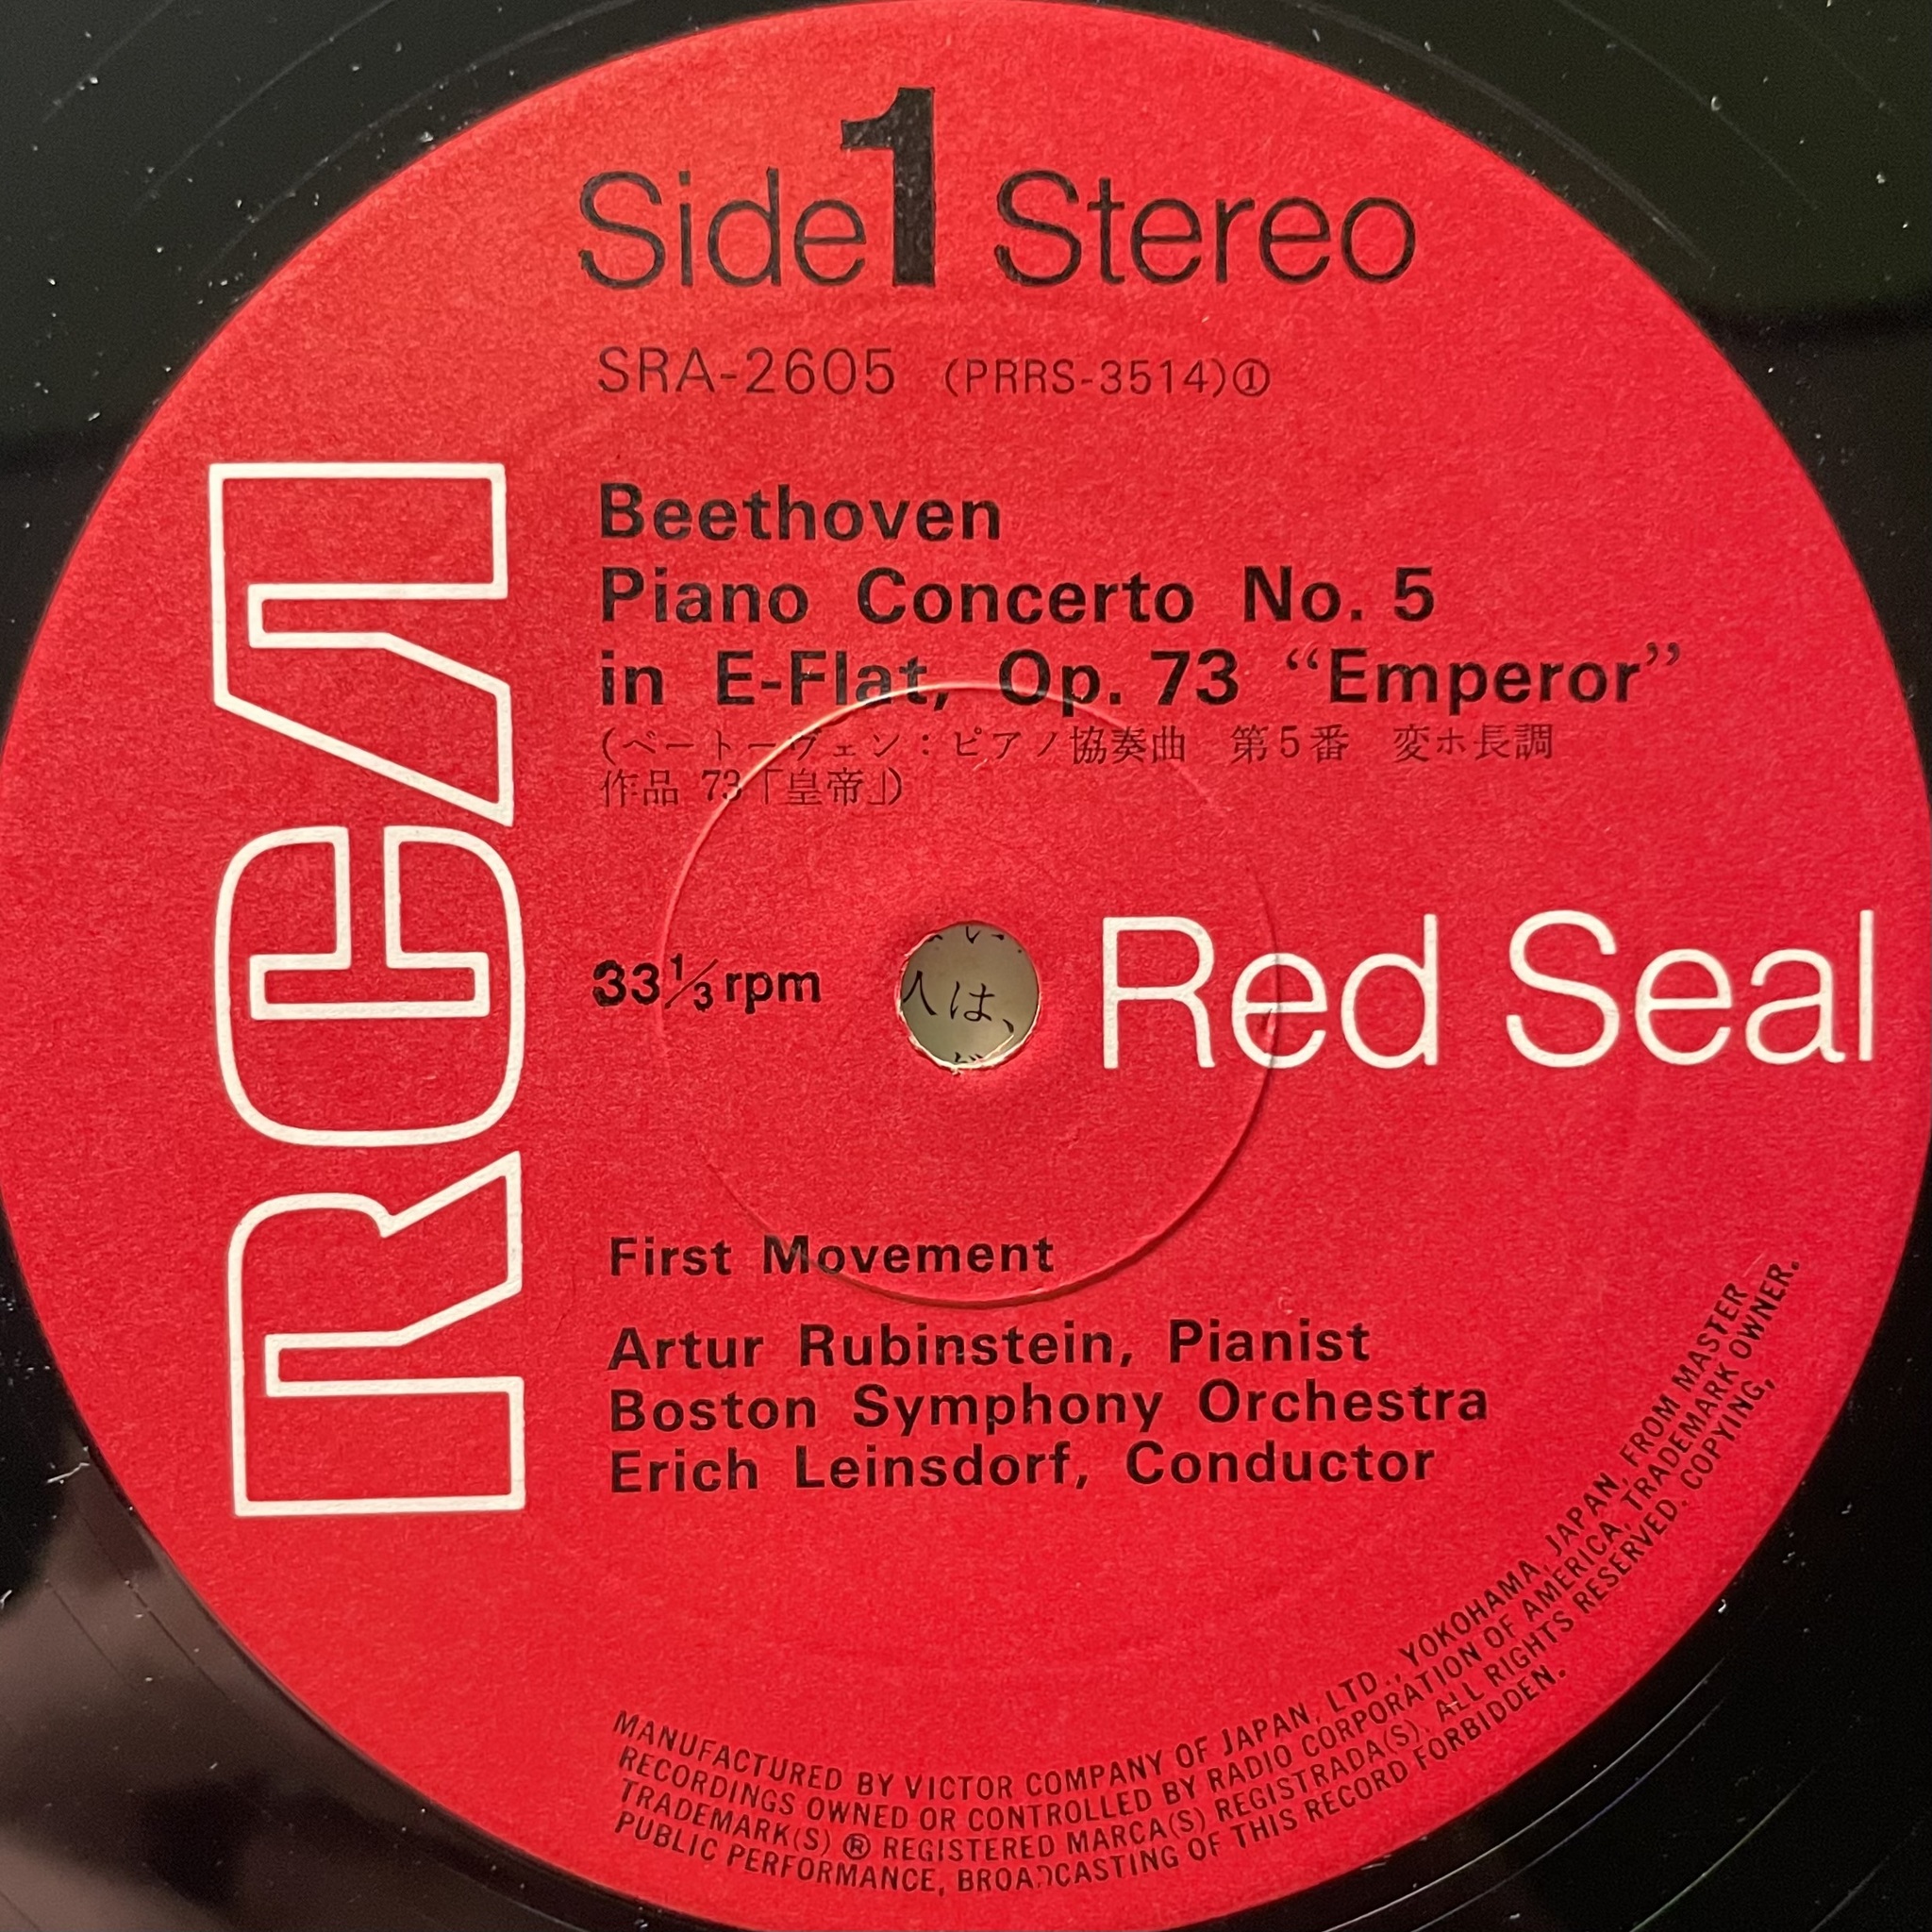 Side 1 Stereo
SRA-2605 (PRRS-3514)①
Beethoven
Piano Concerto No. 5
in E-Flat, Op. 73 “Emperor”
(ベートーヴェン：ピアノ協奏曲 第5番 変ホ長調
作品 73「皇帝」)
RCA
33⅓ rpm
は、
Red Seal
First Movement
Artur Rubinstein, Pianist
Boston Symphony Orchestra
Erich Leinsdorf, Conductor
MANUFACTURED BY VICTOR COMPANY OF JAPAN, LTD., YOKOHAMA, JAPAN, FROM MASTER
RECORDINGS OWNED OR CONTROLLED BY RADIO CORPORATION OF AMERICA, TRADEMARK OWNER.
TRADEMARK(S) ® REGISTERED MARCA(S) REGISTRADA(S). ALL RIGHTS RESERVED. COPYING,
PUBLIC PERFORMANCE, BROADCASTING OF THIS RECORD FORBIDDEN.